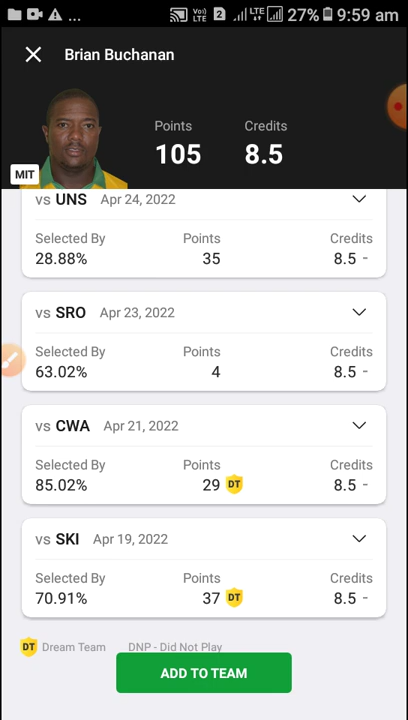 ... VoLTE 2 LTE 27% 9:59 am
Brian Buchanan
Points Credits
105 8.5
MIT
vs UNS Apr 24, 2022
Selected By Points Credits
28.88% 35 8.5 -
vs SRO Apr 23, 2022
Selected By Points Credits
63.02% 4 8.5 -
vs CWA Apr 21, 2022
Selected By Points Credits
85.02% 29 DT 8.5 -
vs SKI Apr 19, 2022
Selected By Points Credits
70.91% 37 DT 8.5 -
DT Dream Team DNP - Did Not Play
ADD TO TEAM